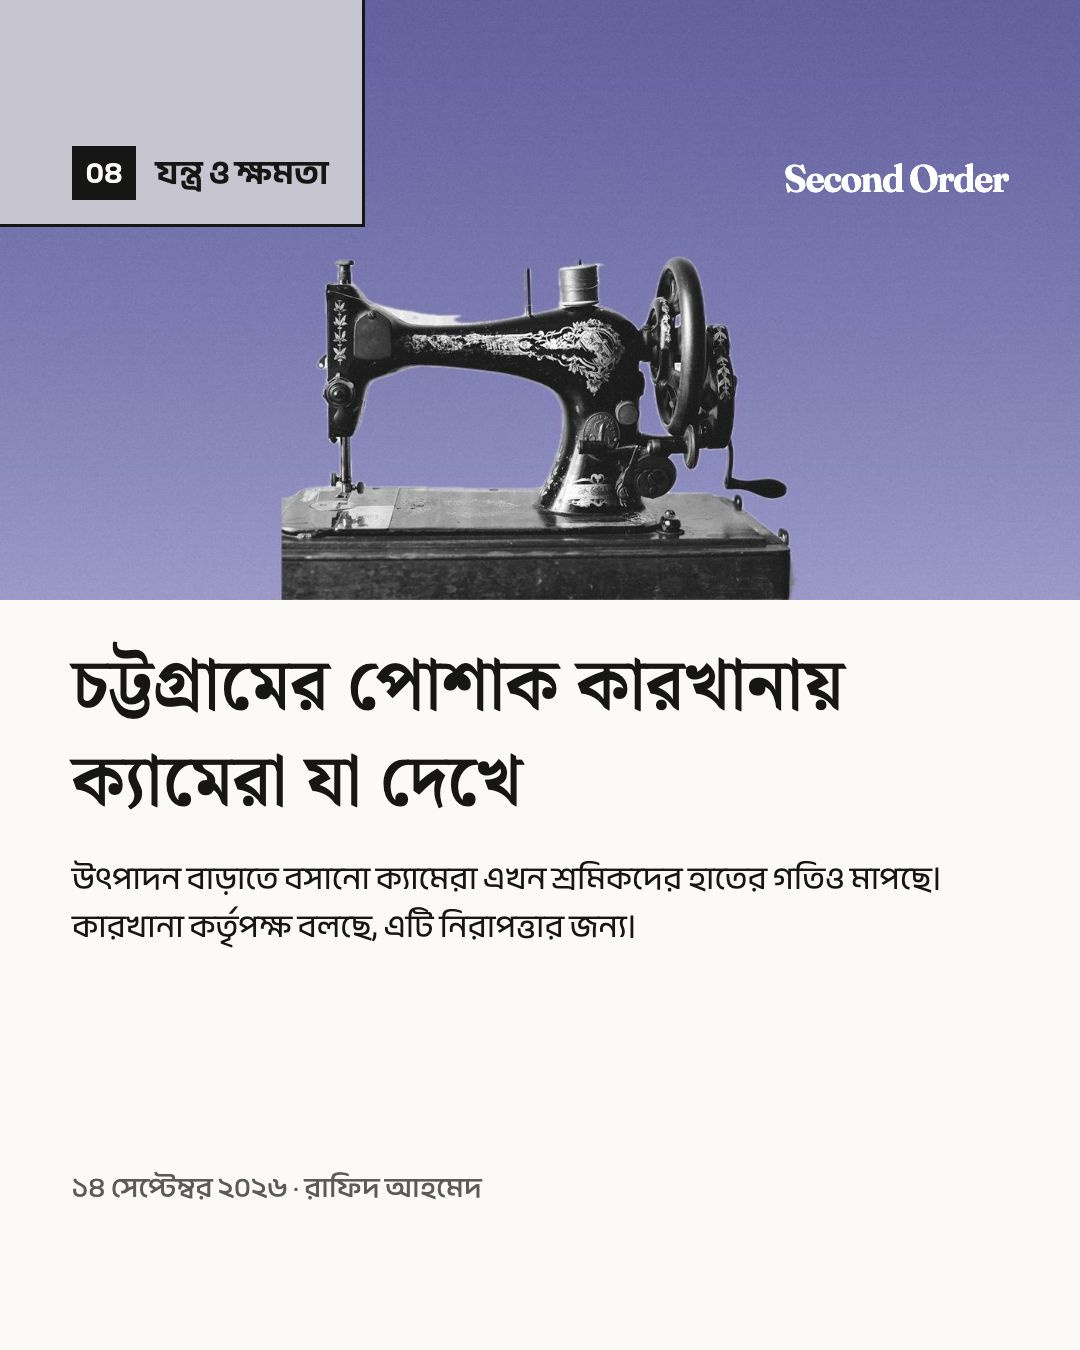 08 যন্ত্র ও ক্ষমতা
Second Order
চট্টগ্রামের পোশাক কারখানায়
ক্যামেরা যা দেখে
উৎপাদন বাড়াতে বসানো ক্যামেরা এখন শ্রমিকদের হাতের গতিও মাপছে।
কারখানা কর্তৃপক্ষ বলছে, এটি নিরাপত্তার জন্য।
১৪ সেপ্টেম্বর ২০২৬ · রাফিদ আহমেদ